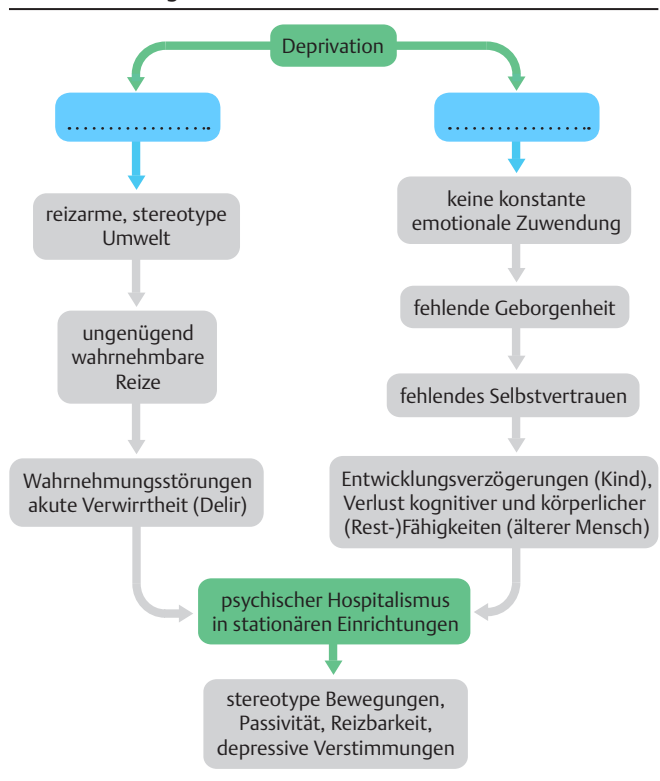 Deprivation
.................
.................
reizarme, stereotype
Umwelt
ungenügend
wahrnehmbare
Reize
Wahrnehmungsstörungen
akute Verwirrtheit (Delir)
keine konstante
emotionale Zuwendung
fehlende Geborgenheit
fehlendes Selbstvertrauen
Entwicklungsverzögerungen (Kind),
Verlust kognitiver und körperlicher
(Rest-)Fähigkeiten (älterer Mensch)
psychischer Hospitalismus
in stationären Einrichtungen
stereotype Bewegungen,
Passivität, Reizbarkeit,
depressive Verstimmungen